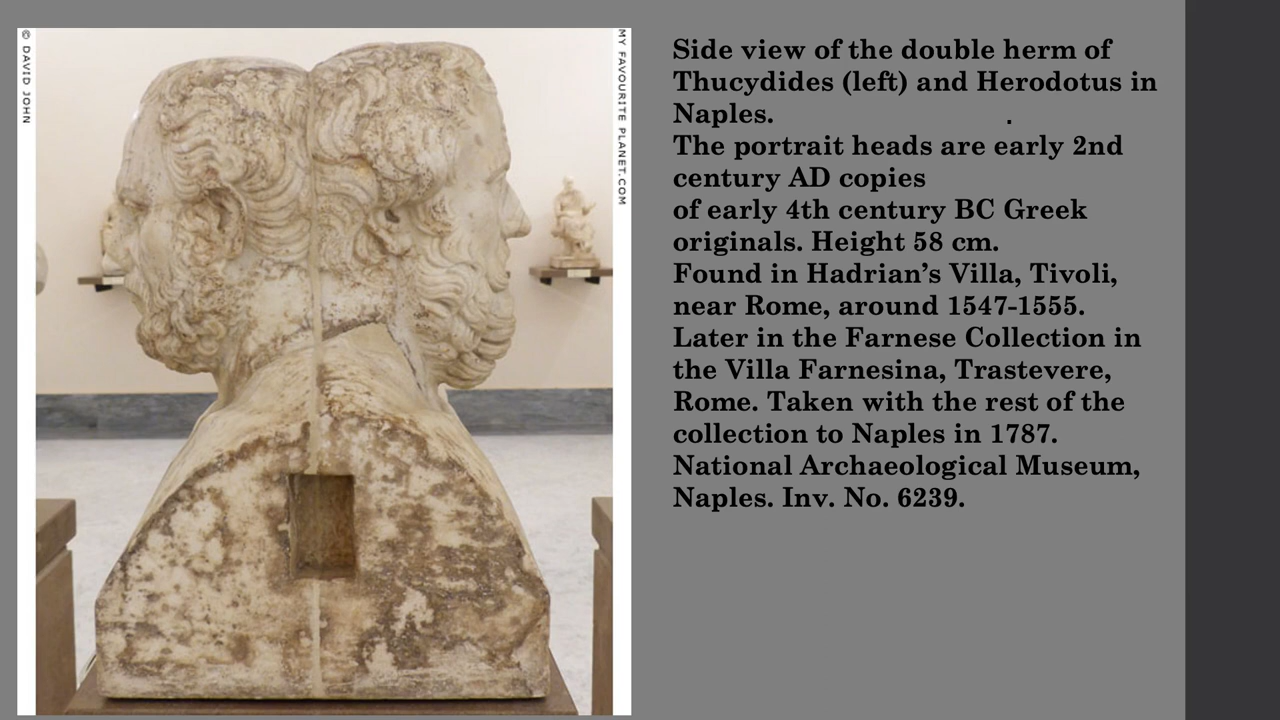 © DAVID JOHN
MY FAVOURITE PLANET.COM
Side view of the double herm of
Thucydides (left) and Herodotus in
Naples.
.
The portrait heads are early 2nd
century AD copies
of early 4th century BC Greek
originals. Height 58 cm.
Found in Hadrian’s Villa, Tivoli,
near Rome, around 1547-1555.
Later in the Farnese Collection in
the Villa Farnesina, Trastevere,
Rome. Taken with the rest of the
collection to Naples in 1787.
National Archaeological Museum,
Naples. Inv. No. 6239.